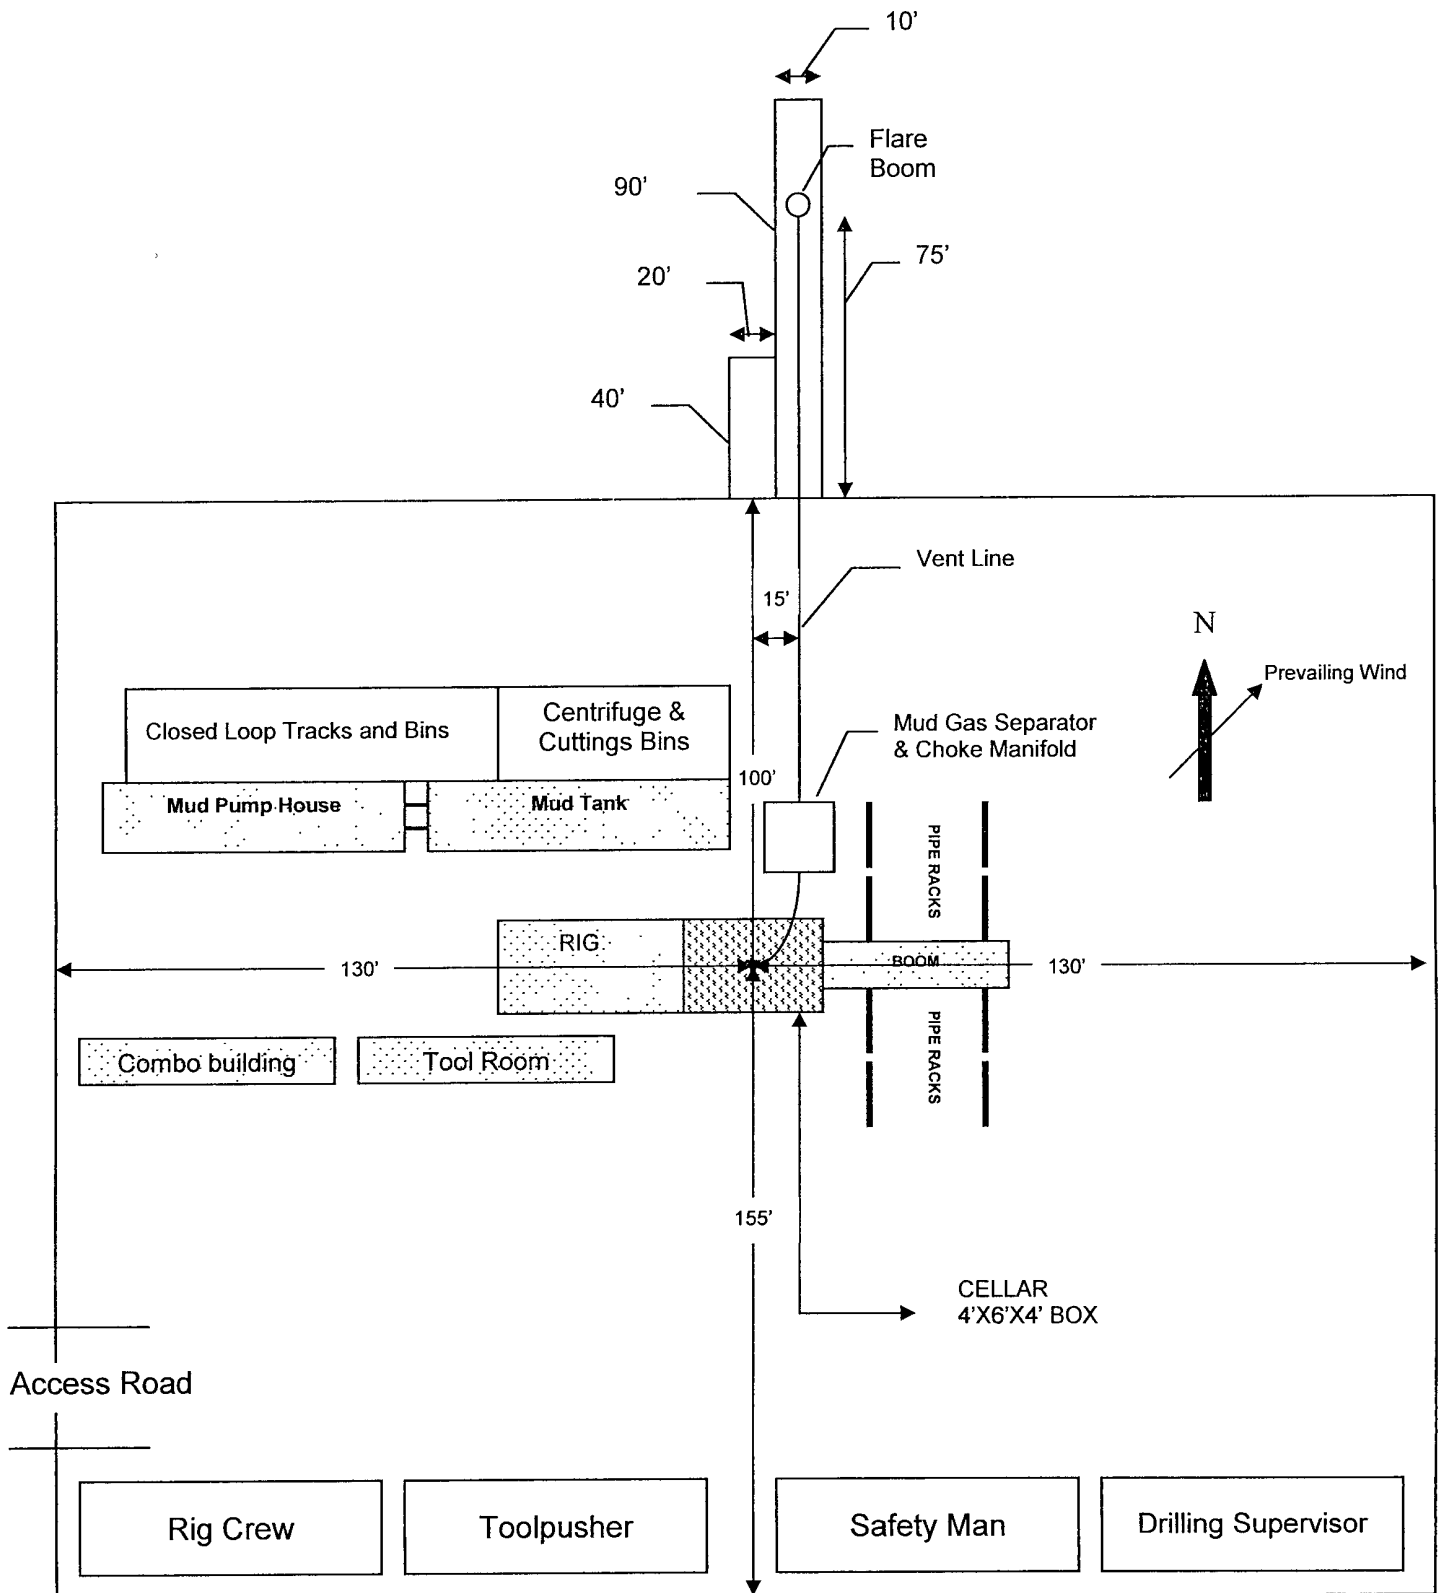 10’
Flare
Boom
90’
75’
20’
40’
Vent Line
15’
N
Prevailing Wind
Closed Loop Tracks and Bins
Centrifuge &
Cuttings Bins
Mud Gas Separator
& Choke Manifold
100’
Mud Pump House
Mud Tank
PIPE RACKS
RIG
BOOM
130’
130’
PIPE RACKS
Combo building
Tool Room
155’
CELLAR
4’X6’X4’ BOX
Access Road
Rig Crew
Toolpusher
Safety Man
Drilling Supervisor